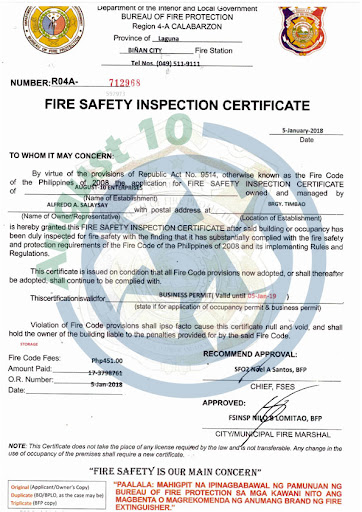 Department of the Interior and Local Government
BUREAU OF FIRE PROTECTION
Region 4-A CALABARZON
Province of Laguna
BIÑAN CITY Fire Station
Tel Nos. (049) 511-9111
NUMBER: R04A- 712968
FIRE SAFETY INSPECTION CERTIFICATE
5-January-2018
Date
TO WHOM IT MAY CONCERN:
By virtue of the provisions of Republic Act No. 9514, otherwise known as the Fire Code
of the Philippines of 2008 the application for FIRE SAFETY INSPECTION CERTIFICATE
of AUGUST 10 ENTERPRISES owned and managed by
(Name of Establishment)
ALFREDO A. SALAYSAY with postal address at BRGY. TIMBAO
(Name of Owner/Representative) (Location of Establishment)
is hereby granted this FIRE SAFETY INSPECTION CERTIFICATE after said building or occupancy has
been duly inspected for fire safety with the finding that it has substantially complied with the fire safety
and protection requirements of the Fire Code of the Philippines of 2008 and its implementing Rules and
Regulations.
This certificate is issued on condition that all Fire Code provisions now adopted, or shall thereafter
be adopted, shall continue to be complied with.
Thiscertificationisvalidfor BUSINESS PERMIT( valid until 05-Jan-19 )
(state if for application of occupancy permit & business permit)
Violation of Fire Code provisions shall ipso facto cause this certificate null and void, and shall
hold the owner of the building liable to the penalties provided for by the said Fire Code.
STORAGE
Fire Code Fees: Php451.00
Amount Paid: 17-3798761
O.R. Number: 5-Jan-2018
Date:
RECOMMEND APPROVAL:
SFO2 Noel A Santos, BFP
CHIEF, FSES
APPROVED:
FSINSP NILO B LOMITAO, BFP
CITY/MUNICIPAL FIRE MARSHAL
NOTE: This Certificate does not take the place of any license required by the law and is not transferable. Any change in the
use of occupancy of the premises shall require a new certificate.
"FIRE SAFETY IS OUR MAIN CONCERN"
Original (Applicant/Owner's Copy)
Duplicate (BO/BPLO, as the case may be)
Triplicate (BFP copy)
"PAALALA: MAHIGPIT NA IPINAGBABAWAL NG PAMUNUAN NG
BUREAU OF FIRE PROTECTION SA MGA KAWANI NITO ANG
MAGBENTA O MAGREKOMENDA NG ANUMANG BRAND NG FIRE
EXTINGUISHER."